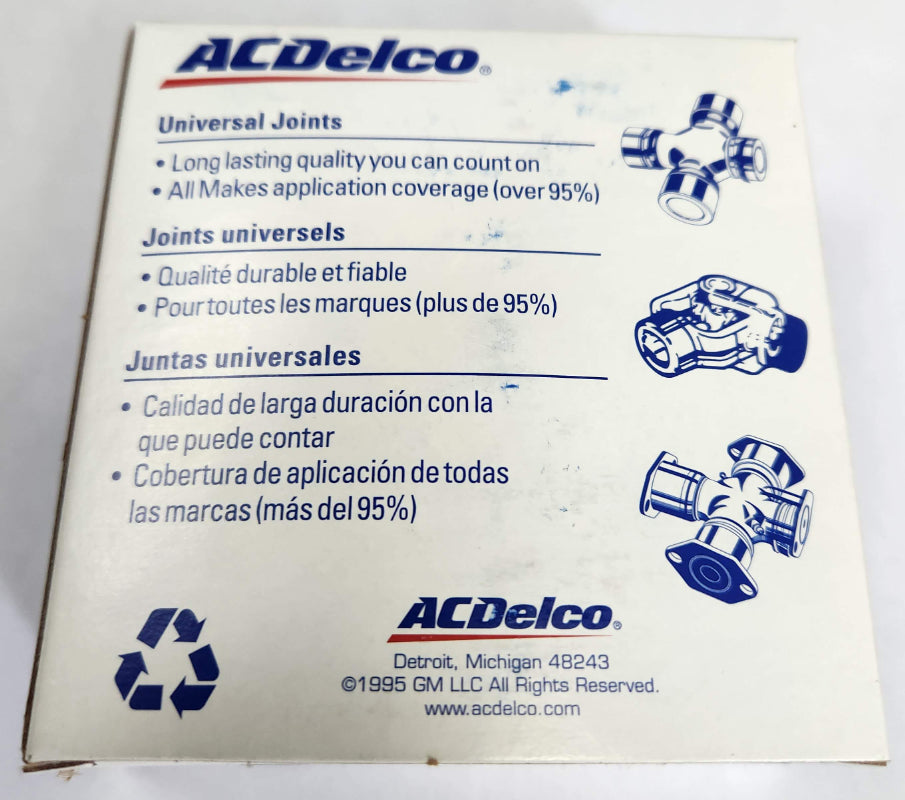 ACDelco®
Universal Joints
• Long lasting quality you can count on
• All Makes application coverage (over 95%)
Joints universels
• Qualité durable et fiable
• Pour toutes les marques (plus de 95%)
Juntas universales
• Calidad de larga duración con la
que puede contar
• Cobertura de aplicación de todas
las marcas (más del 95%)
ACDelco®
Detroit, Michigan 48243
©1995 GM LLC All Rights Reserved.
www.acdelco.com